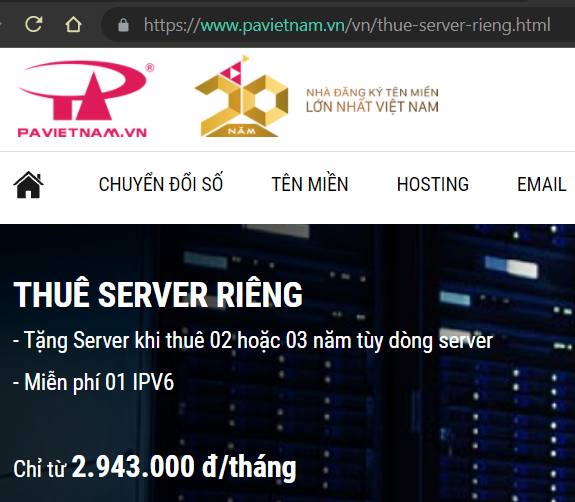 https://www.pavietnam.vn/vn/thue-server-rieng.html
PA
®
PAVIETNAM.VN
20
NĂM
NHÀ ĐĂNG KÝ TÊN MIỀN
LỚN NHẤT VIỆT NAM
CHUYỂN ĐỔI SỐ TÊN MIỀN HOSTING EMAIL
THUÊ SERVER RIÊNG
- Tặng Server khi thuê 02 hoặc 03 năm tùy dòng server
- Miễn phí 01 IPV6
Chỉ từ 2.943.000 đ/tháng